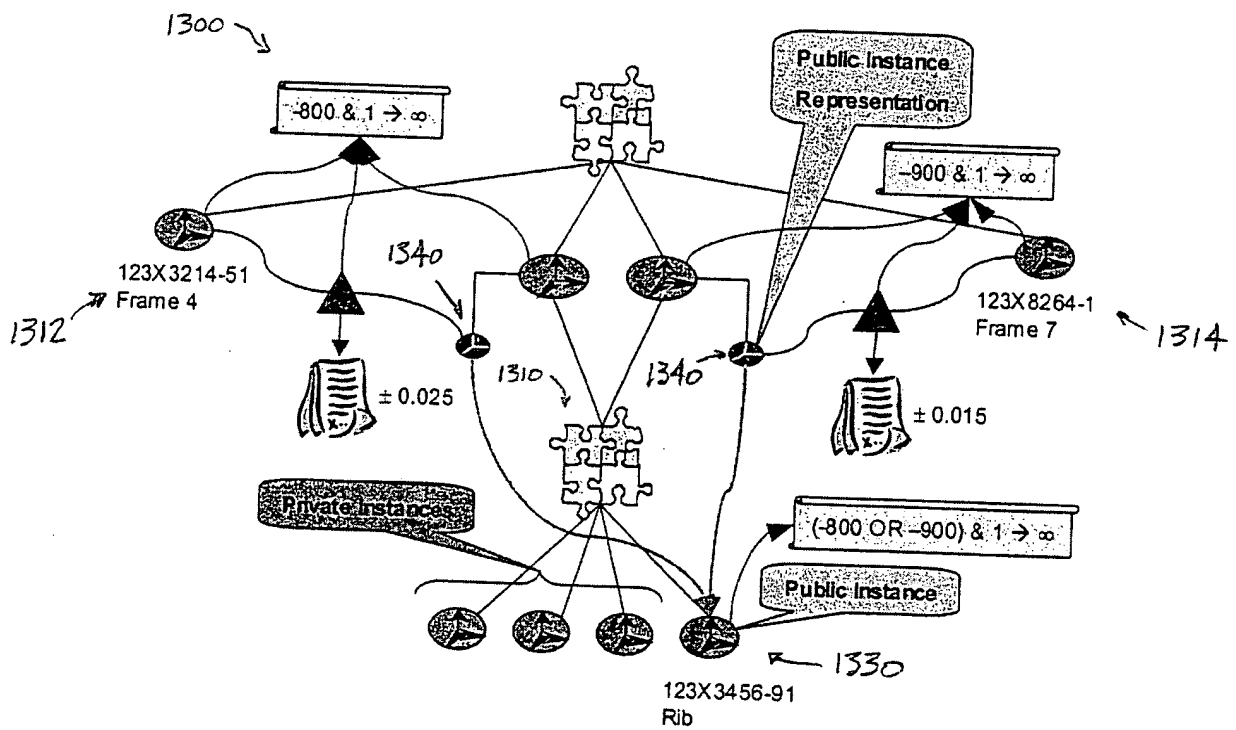 1300
Public Instance
Representation
-800 & 1 → ∞
-900 & 1 → ∞
1340
123X3214-51
Frame 4
1312
123X8264-1
Frame 7
1314
1310
1340
± 0.025
± 0.015
Private Instances
(-800 OR -900) & 1 → ∞
Public Instance
1330
123X3456-91
Rib